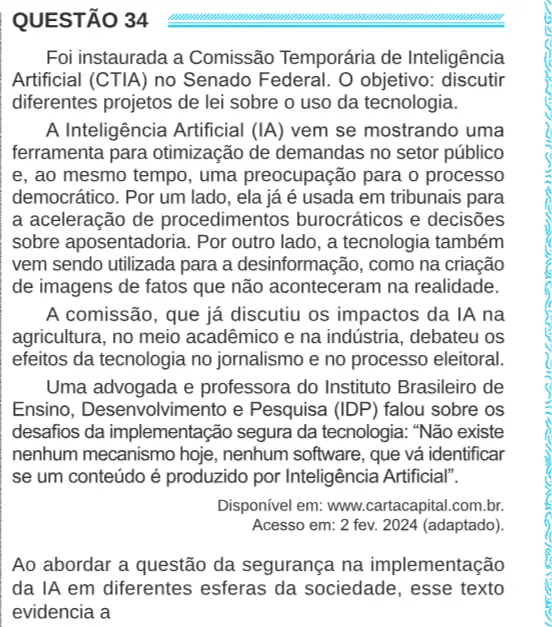 QUESTÃO 34
Foi instaurada a Comissão Temporária de Inteligência
Artificial (CTIA) no Senado Federal. O objetivo: discutir
diferentes projetos de lei sobre o uso da tecnologia.
A Inteligência Artificial (IA) vem se mostrando uma
ferramenta para otimização de demandas no setor público
e, ao mesmo tempo, uma preocupação para o processo
democrático. Por um lado, ela já é usada em tribunais para
a aceleração de procedimentos burocráticos e decisões
sobre aposentadoria. Por outro lado, a tecnologia também
vem sendo utilizada para a desinformação, como na criação
de imagens de fatos que não aconteceram na realidade.
A comissão, que já discutiu os impactos da IA na
agricultura, no meio acadêmico e na indústria, debateu os
efeitos da tecnologia no jornalismo e no processo eleitoral.
Uma advogada e professora do Instituto Brasileiro de
Ensino, Desenvolvimento e Pesquisa (IDP) falou sobre os
desafios da implementação segura da tecnologia: “Não existe
nenhum mecanismo hoje, nenhum software, que vá identificar
se um conteúdo é produzido por Inteligência Artificial”.
Disponível em: www.cartacapital.com.br.
Acesso em: 2 fev. 2024 (adaptado).
Ao abordar a questão da segurança na implementação
da IA em diferentes esferas da sociedade, esse texto
evidencia a